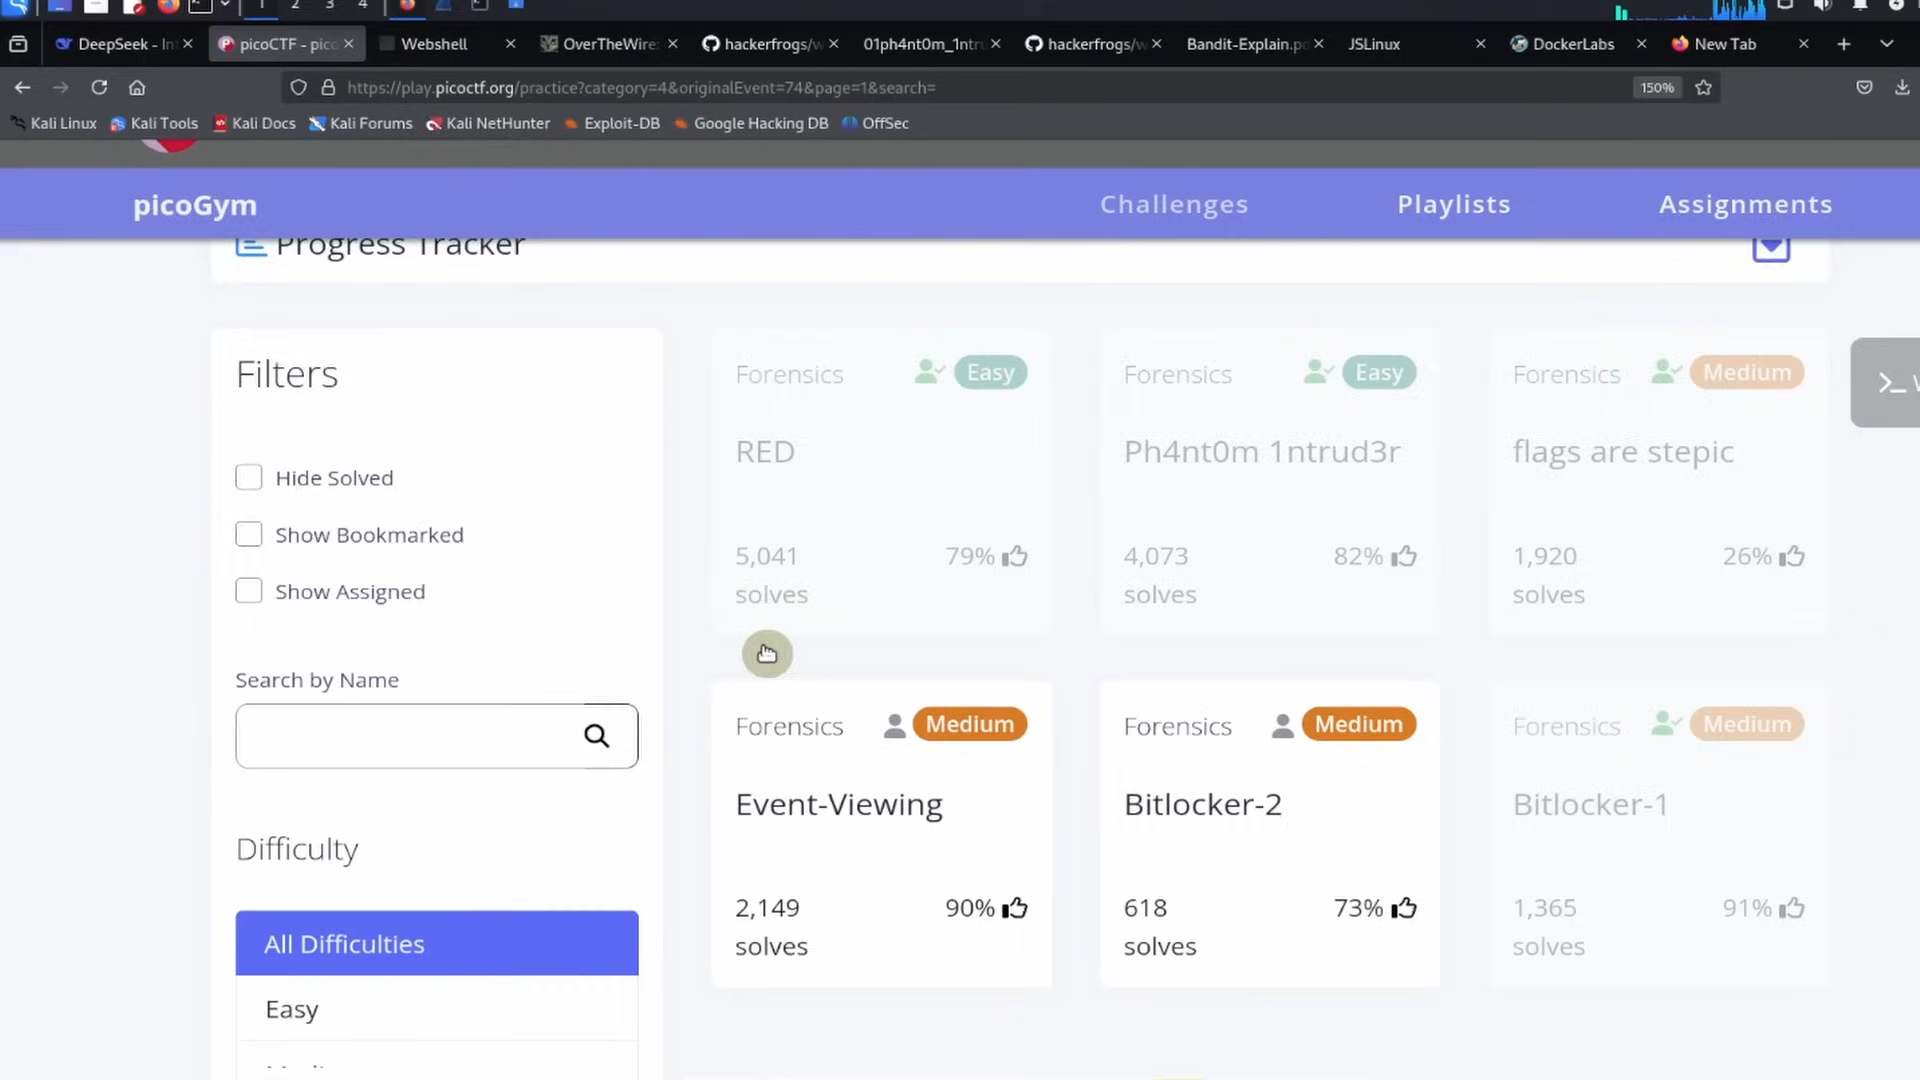 1 2 3 4
DeepSeek - Int
picoCTF - pico
Webshell
OverTheWire:
hackerfrogs/w
01ph4nt0m_1ntru
hackerfrogs/w
Bandit-Explain.pd
JSLinux
DockerLabs
New Tab
https://play.picoctf.org/practice?category=4&originalEvent=74&page=1&search=
150%
Kali Linux
Kali Tools
Kali Docs
Kali Forums
Kali NetHunter
Exploit-DB
Google Hacking DB
OffSec
picoGym
Challenges
Playlists
Assignments
Progress Tracker
Filters
Hide Solved
Show Bookmarked
Show Assigned
Search by Name
Difficulty
All Difficulties
Easy
Forensics Easy
RED
5,041 79%
solves
Forensics Easy
Ph4nt0m 1ntrud3r
4,073 82%
solves
Forensics Medium
flags are stepic
1,920 26%
solves
Forensics Medium
Event-Viewing
2,149 90%
solves
Forensics Medium
Bitlocker-2
618 73%
solves
Forensics Medium
Bitlocker-1
1,365 91%
solves